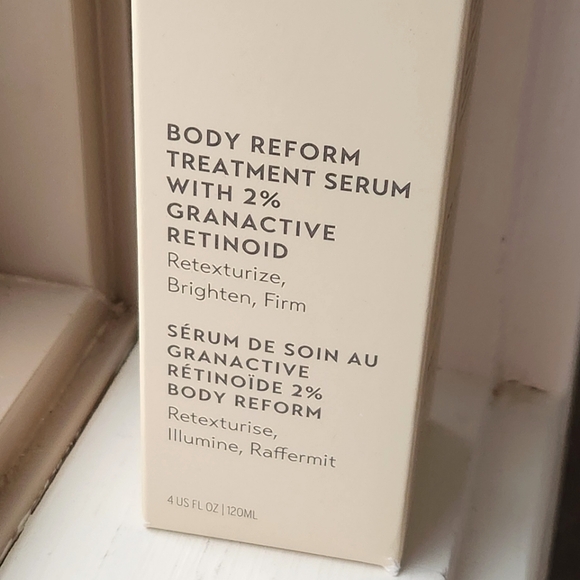 BODY REFORM
TREATMENT SERUM
WITH 2%
GRANACTIVE
RETINOID
Retexturize,
Brighten, Firm
SÉRUM DE SOIN AU
GRANACTIVE
RÉTINOÏDE 2%
BODY REFORM
Retexturise,
Illumine, Raffermit
4 US FL OZ | 120ML